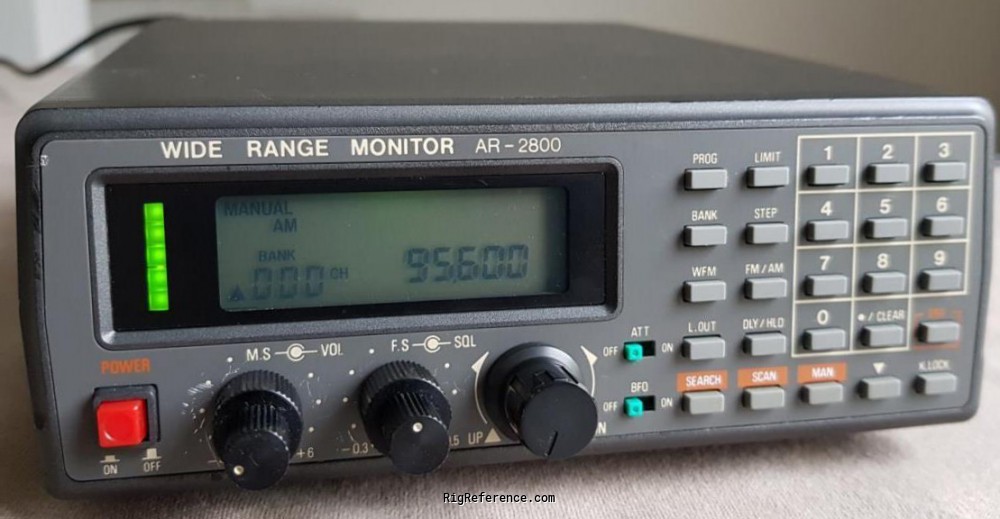 WIDE RANGE MONITOR AR-2800
MANUAL
AM
BANK
000 CH 95.600
PROG LIMIT 1 2 3
BANK STEP 4 5 6
WFM FM/AM 7 8 9
L.OUT DLY/HLD 0 •/CLEAR
SEARCH SCAN MAN ▼ N.LOCK
ATT
OFF ON
BFO
OFF
POWER
ON OFF
M.S VOL
+6
F.S SQL
-0.3
UP
RigReference.com